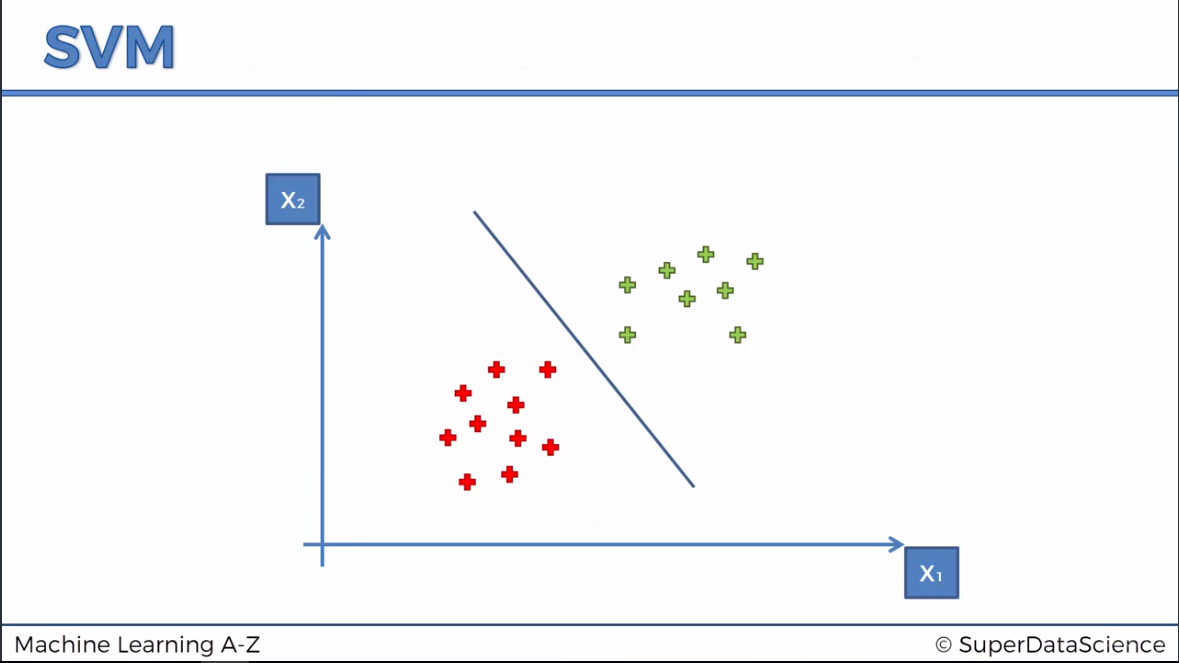 SVM
X₂
X₁
Machine Learning A-Z
© SuperDataScience